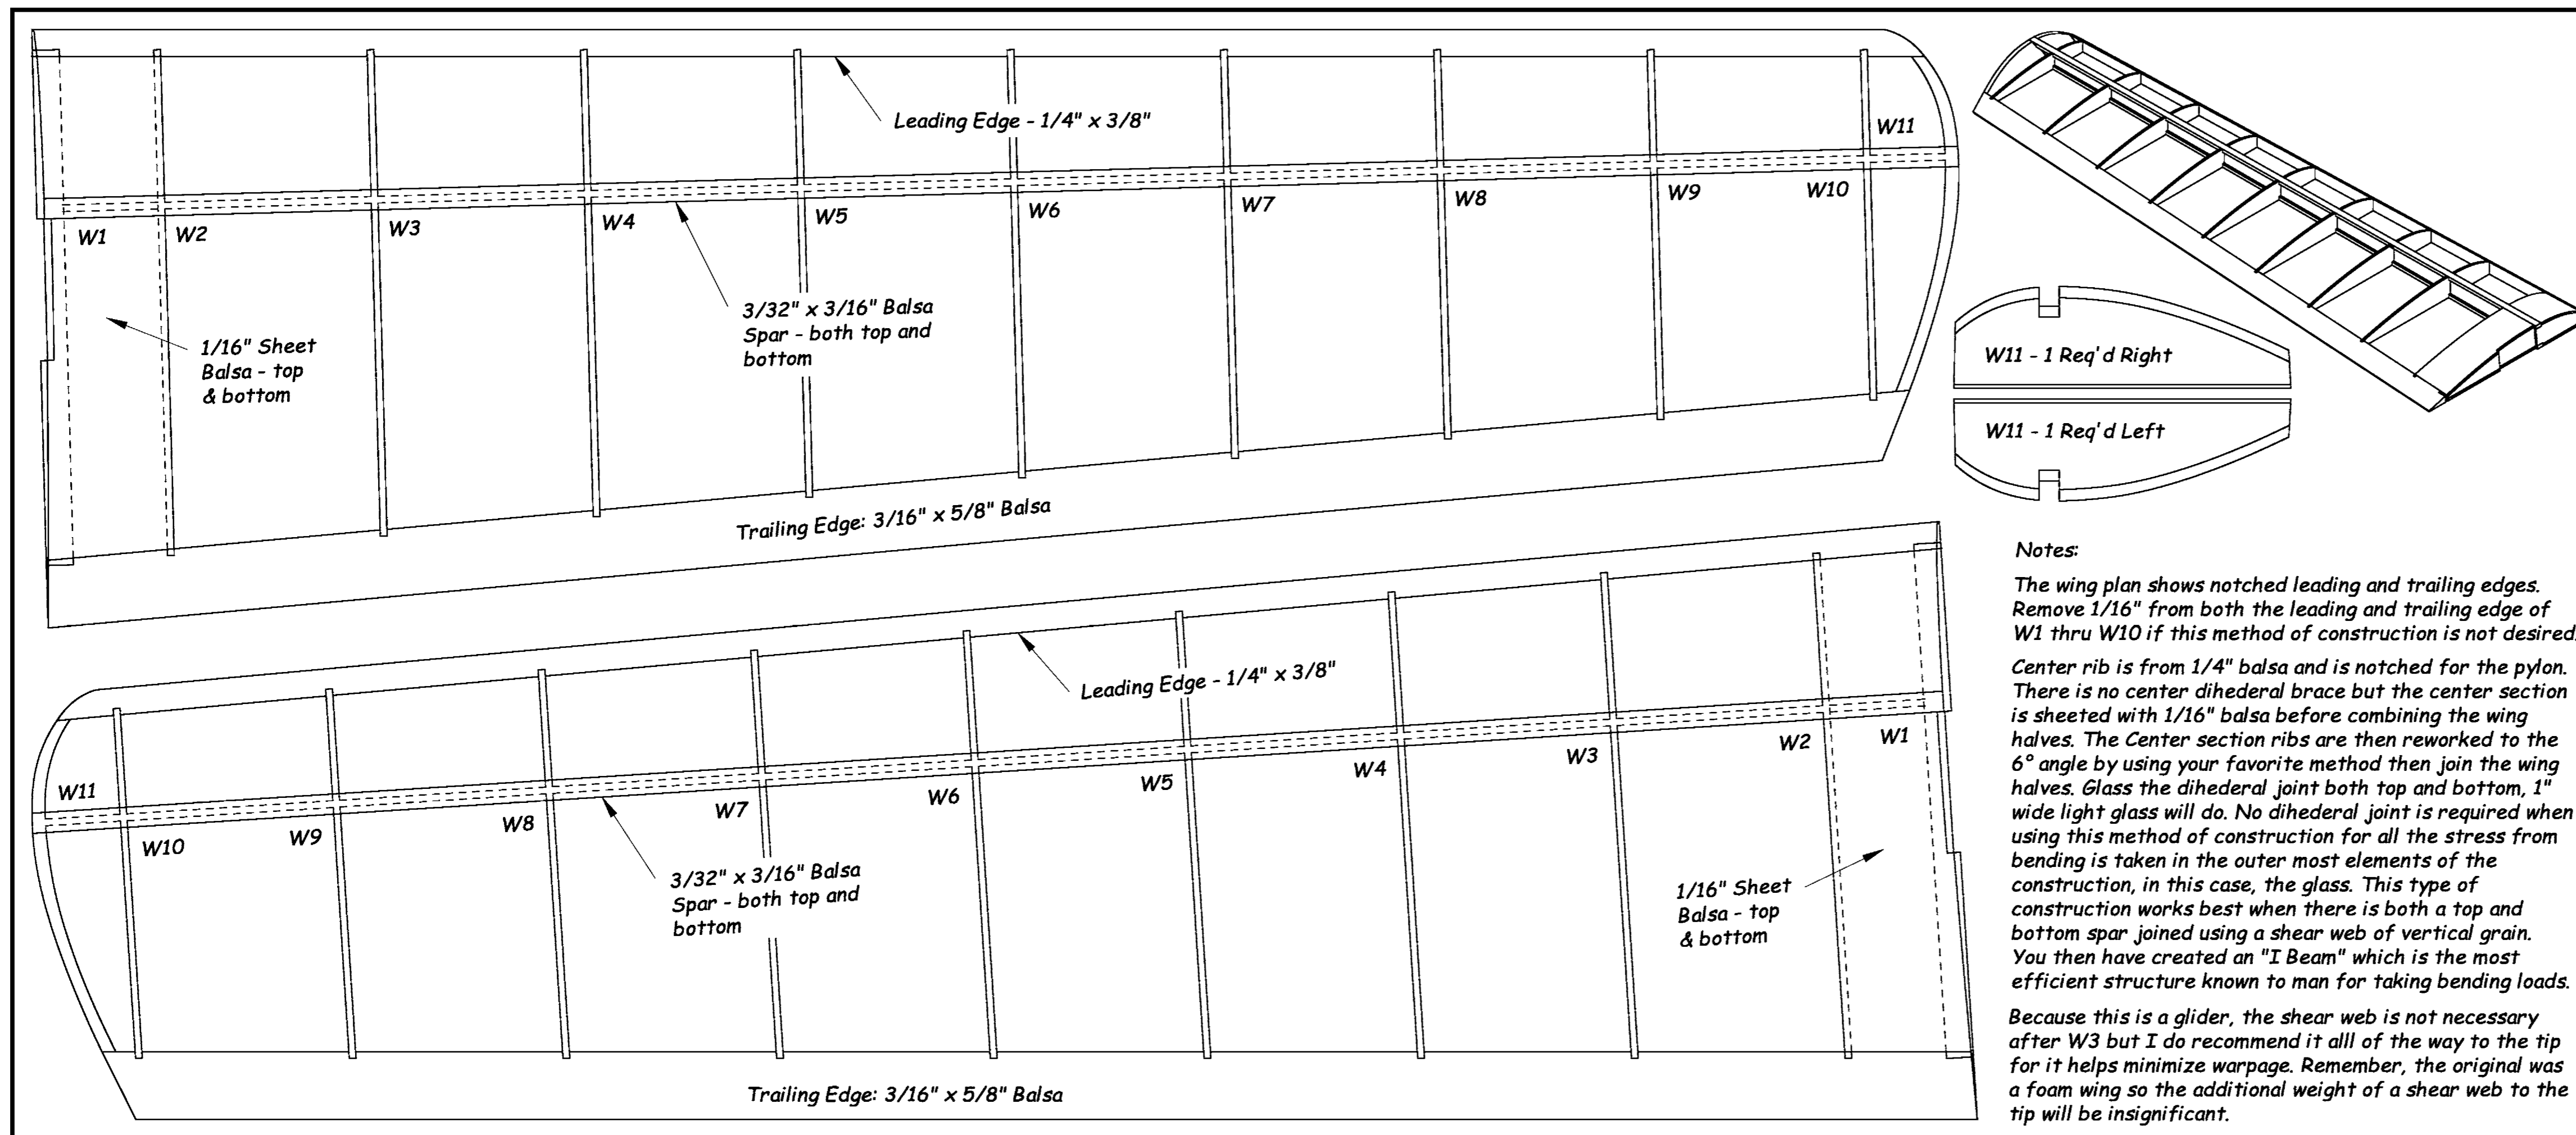 Leading Edge - 1/4" x 3/8"
W11
W1
W2
W3
W4
W5
W6
W7
W8
W9
W10
3/32" x 3/16" Balsa
Spar - both top and
bottom
1/16" Sheet
Balsa - top
& bottom
Trailing Edge: 3/16" x 5/8" Balsa
W11 - 1 Req'd Right
W11 - 1 Req'd Left
Leading Edge - 1/4" x 3/8"
W11
W10
W9
W8
W7
W6
W5
W4
W3
W2
W1
3/32" x 3/16" Balsa
Spar - both top and
bottom
1/16" Sheet
Balsa - top
& bottom
Trailing Edge: 3/16" x 5/8" Balsa
Notes:
The wing plan shows notched leading and trailing edges.
Remove 1/16" from both the leading and trailing edge of
W1 thru W10 if this method of construction is not desired.
Center rib is from 1/4" balsa and is notched for the pylon.
There is no center dihederal brace but the center section
is sheeted with 1/16" balsa before combining the wing
halves. The Center section ribs are then reworked to the
6° angle by using your favorite method then join the wing
halves. Glass the dihederal joint both top and bottom, 1"
wide light glass will do. No dihederal joint is required when
using this method of construction for all the stress from
bending is taken in the outer most elements of the
construction, in this case, the glass. This type of
construction works best when there is both a top and
bottom spar joined using a shear web of vertical grain.
You then have created an "I Beam" which is the most
efficient structure known to man for taking bending loads.
Because this is a glider, the shear web is not necessary
after W3 but I do recommend it alll of the way to the tip
for it helps minimize warpage. Remember, the original was
a foam wing so the additional weight of a shear web to the
tip will be insignificant.